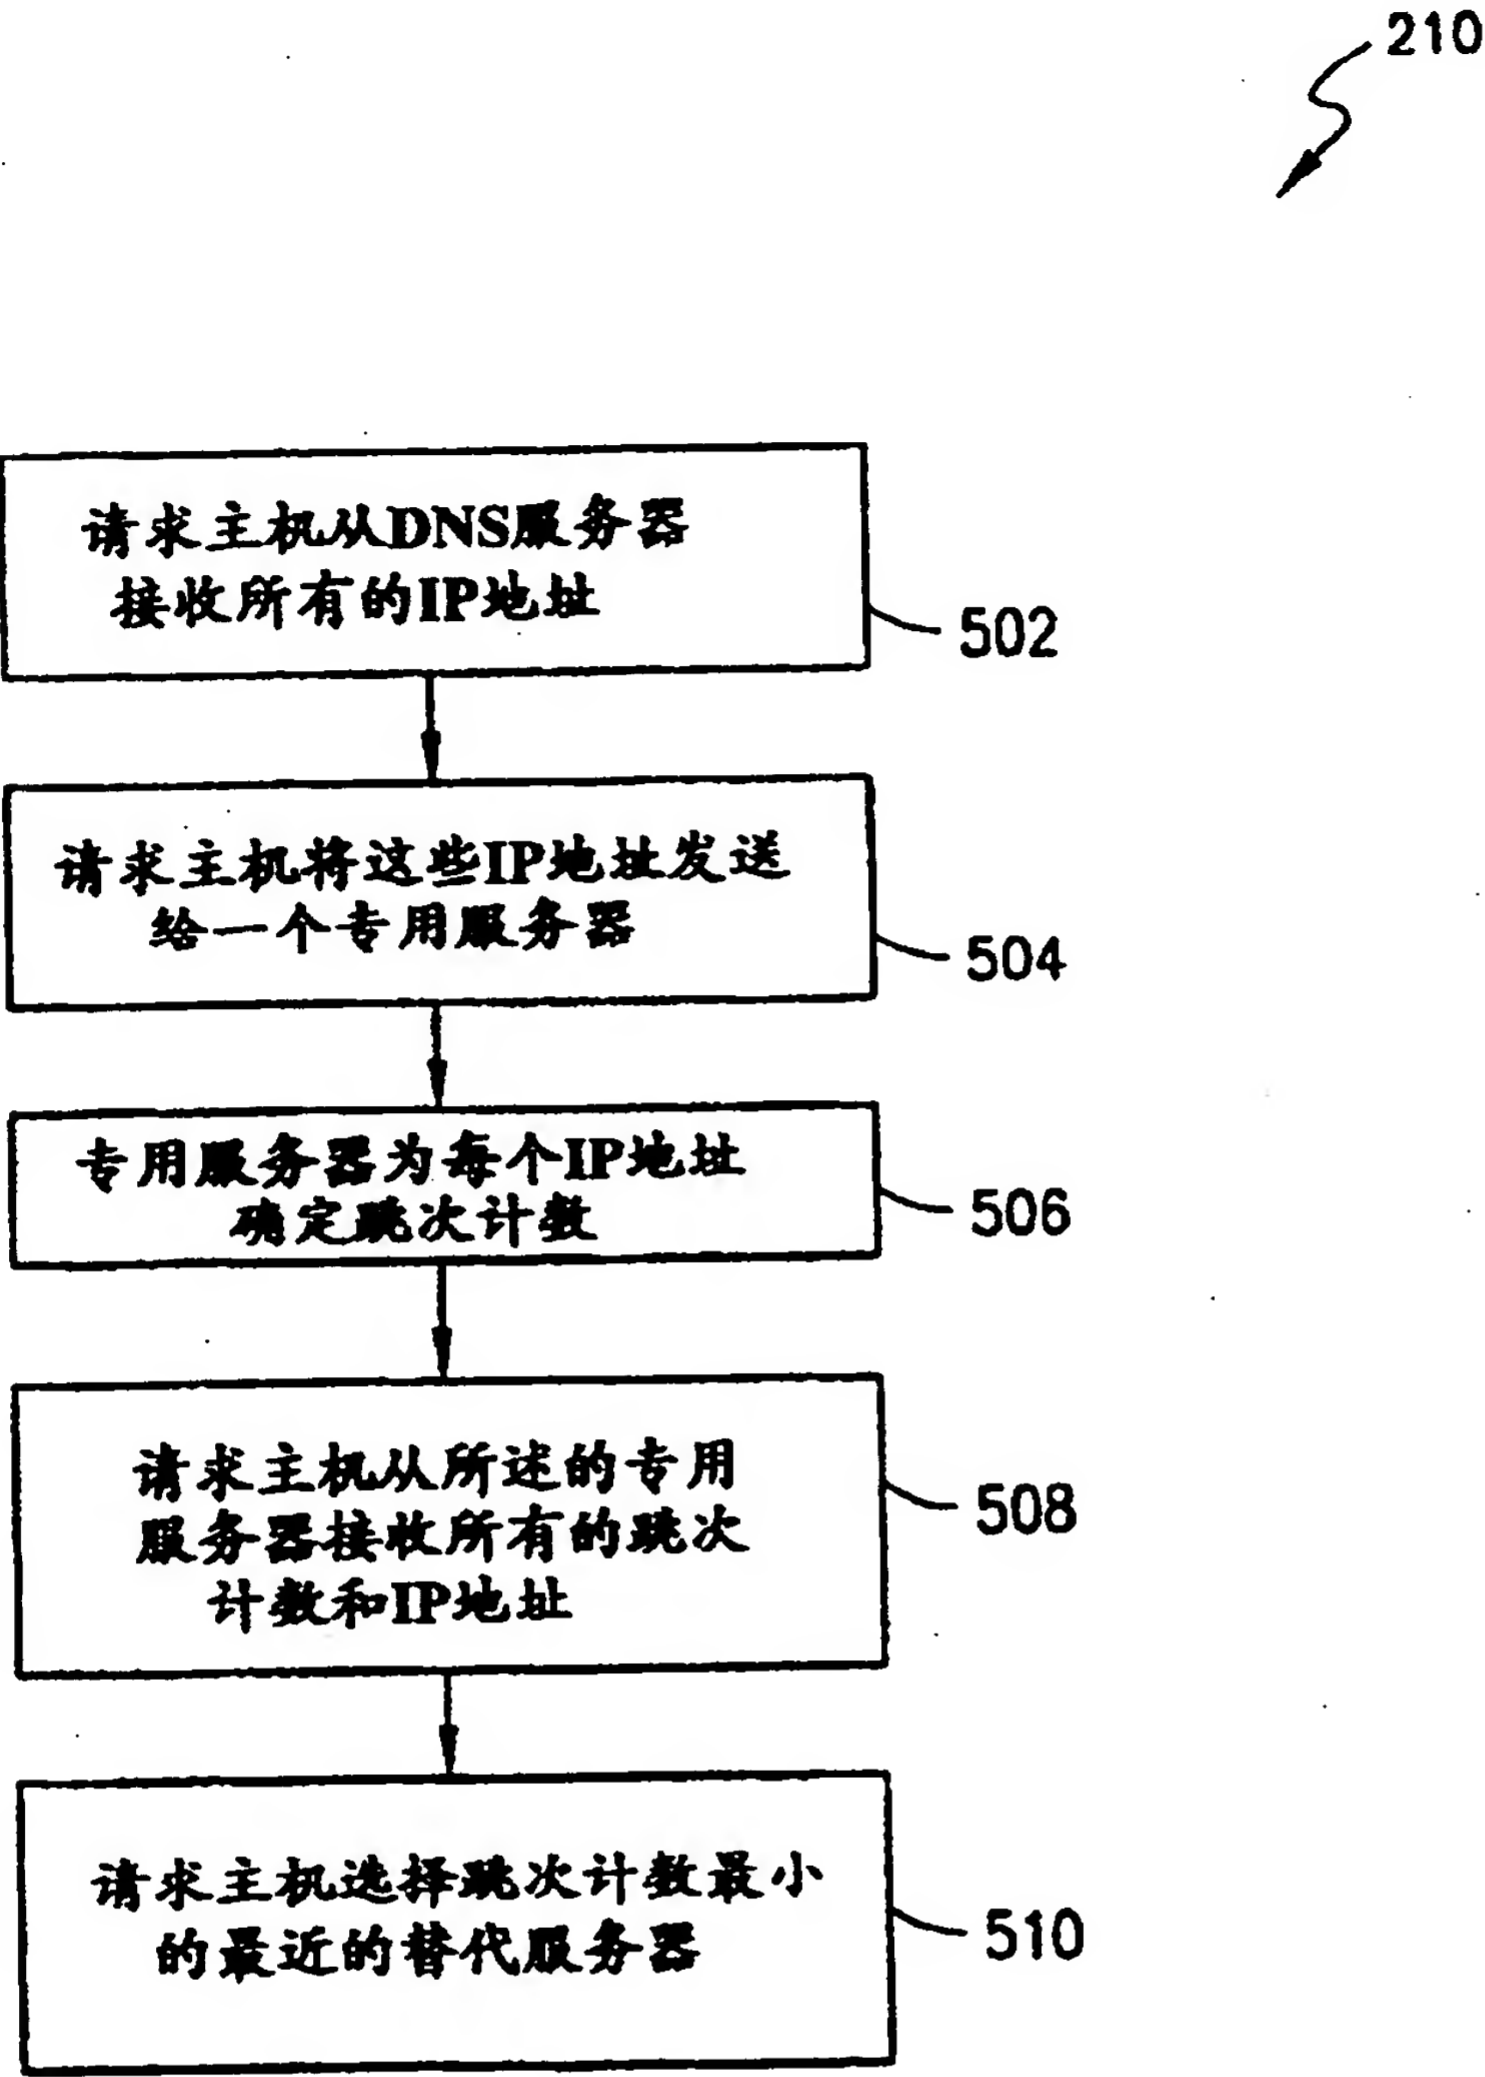 210
请求主机从DNS服务器
接收所有的IP地址
502
请求主机将这些IP地址发送
给一个专用服务器
504
专用服务器为每个IP地址
确定跳次计数
506
请求主机从所述的专用
服务器接收所有的跳次
计数和IP地址
508
请求主机选择跳次计数最小
的最近的替代服务器
510